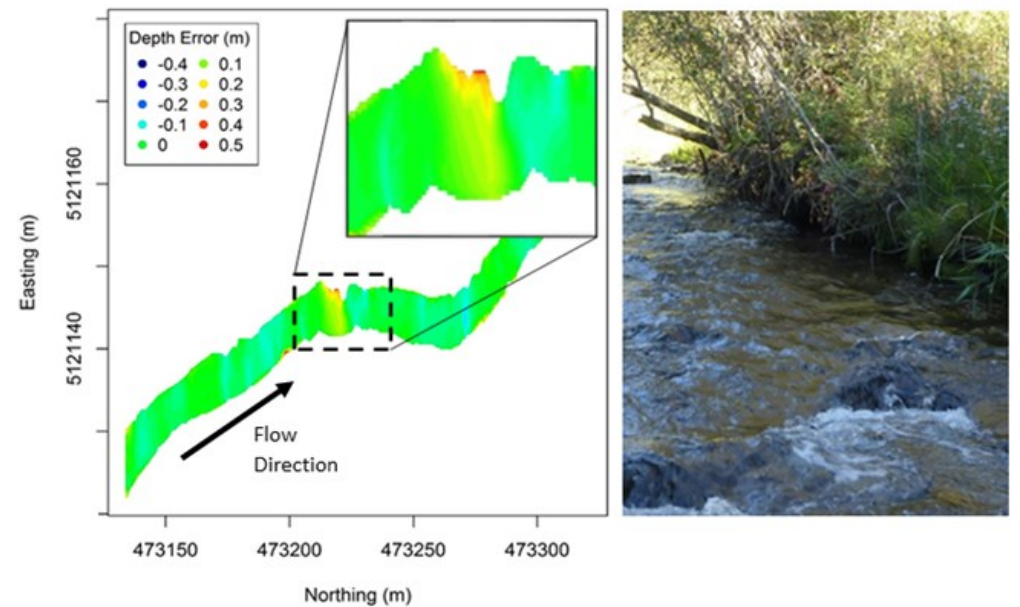 Depth Error (m)
-0.4 0.1
-0.3 0.2
-0.2 0.3
-0.1 0.4
0 0.5
Easting (m)
5121160
5121140
Flow
Direction
473150 473200 473250 473300
Northing (m)